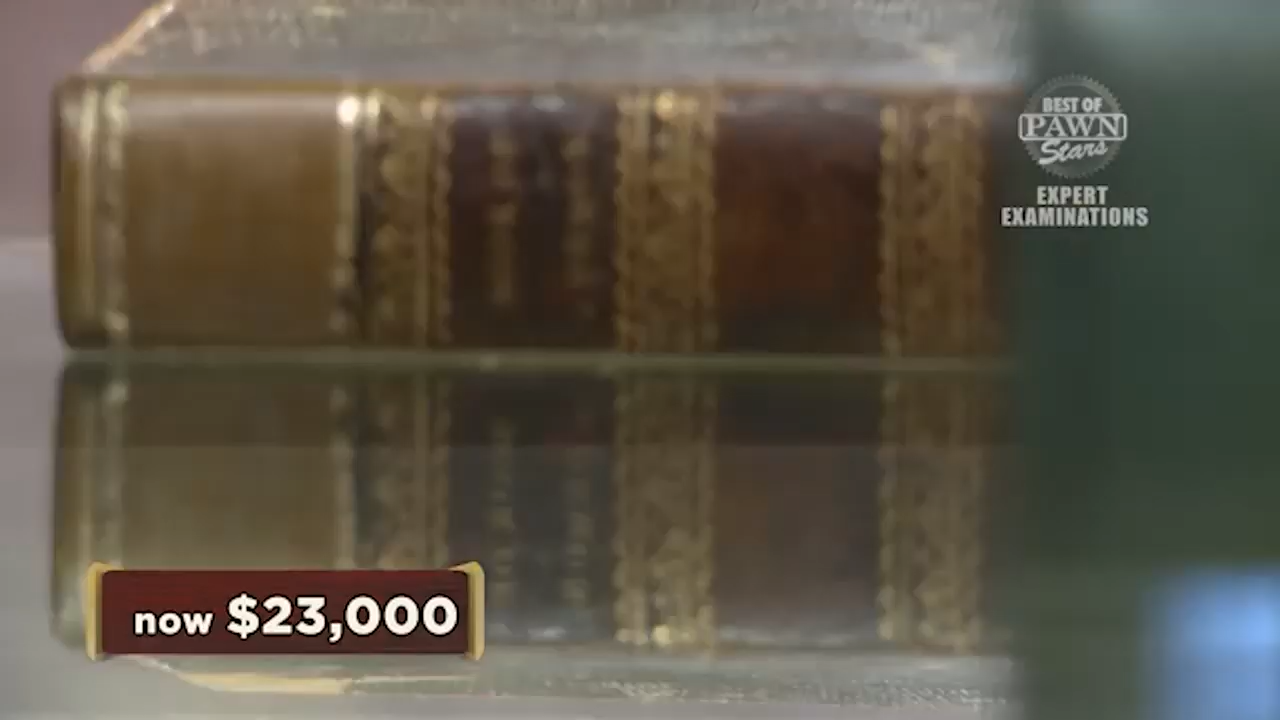 BEST OF
PAWN
Stars
EXPERT
EXAMINATIONS
now $23,000